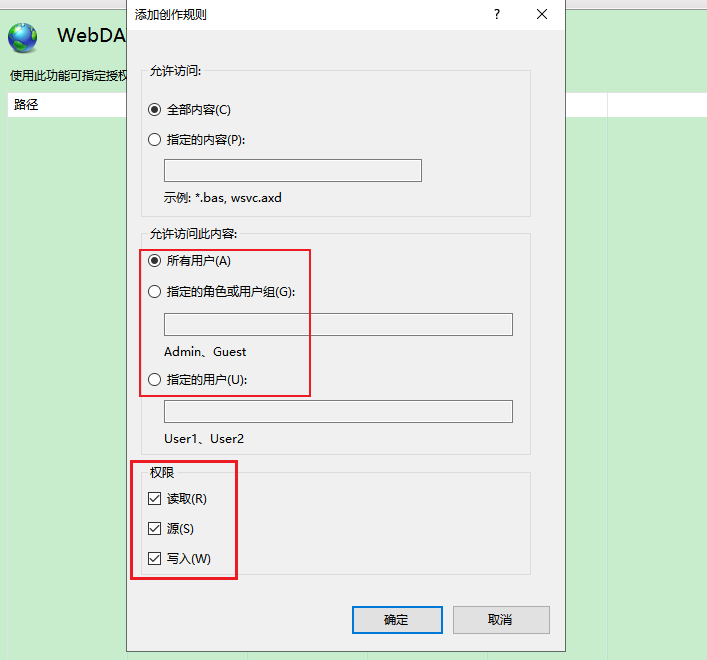 添加创作规则
?
WebDA
使用此功能可指定授权
路径
允许访问:
全部内容(C)
指定的内容(P):
示例: *.bas, wsvc.axd
允许访问此内容:
所有用户(A)
指定的角色或用户组(G):
Admin、Guest
指定的用户(U):
User1、User2
权限
读取(R)
源(S)
写入(W)
确定
取消